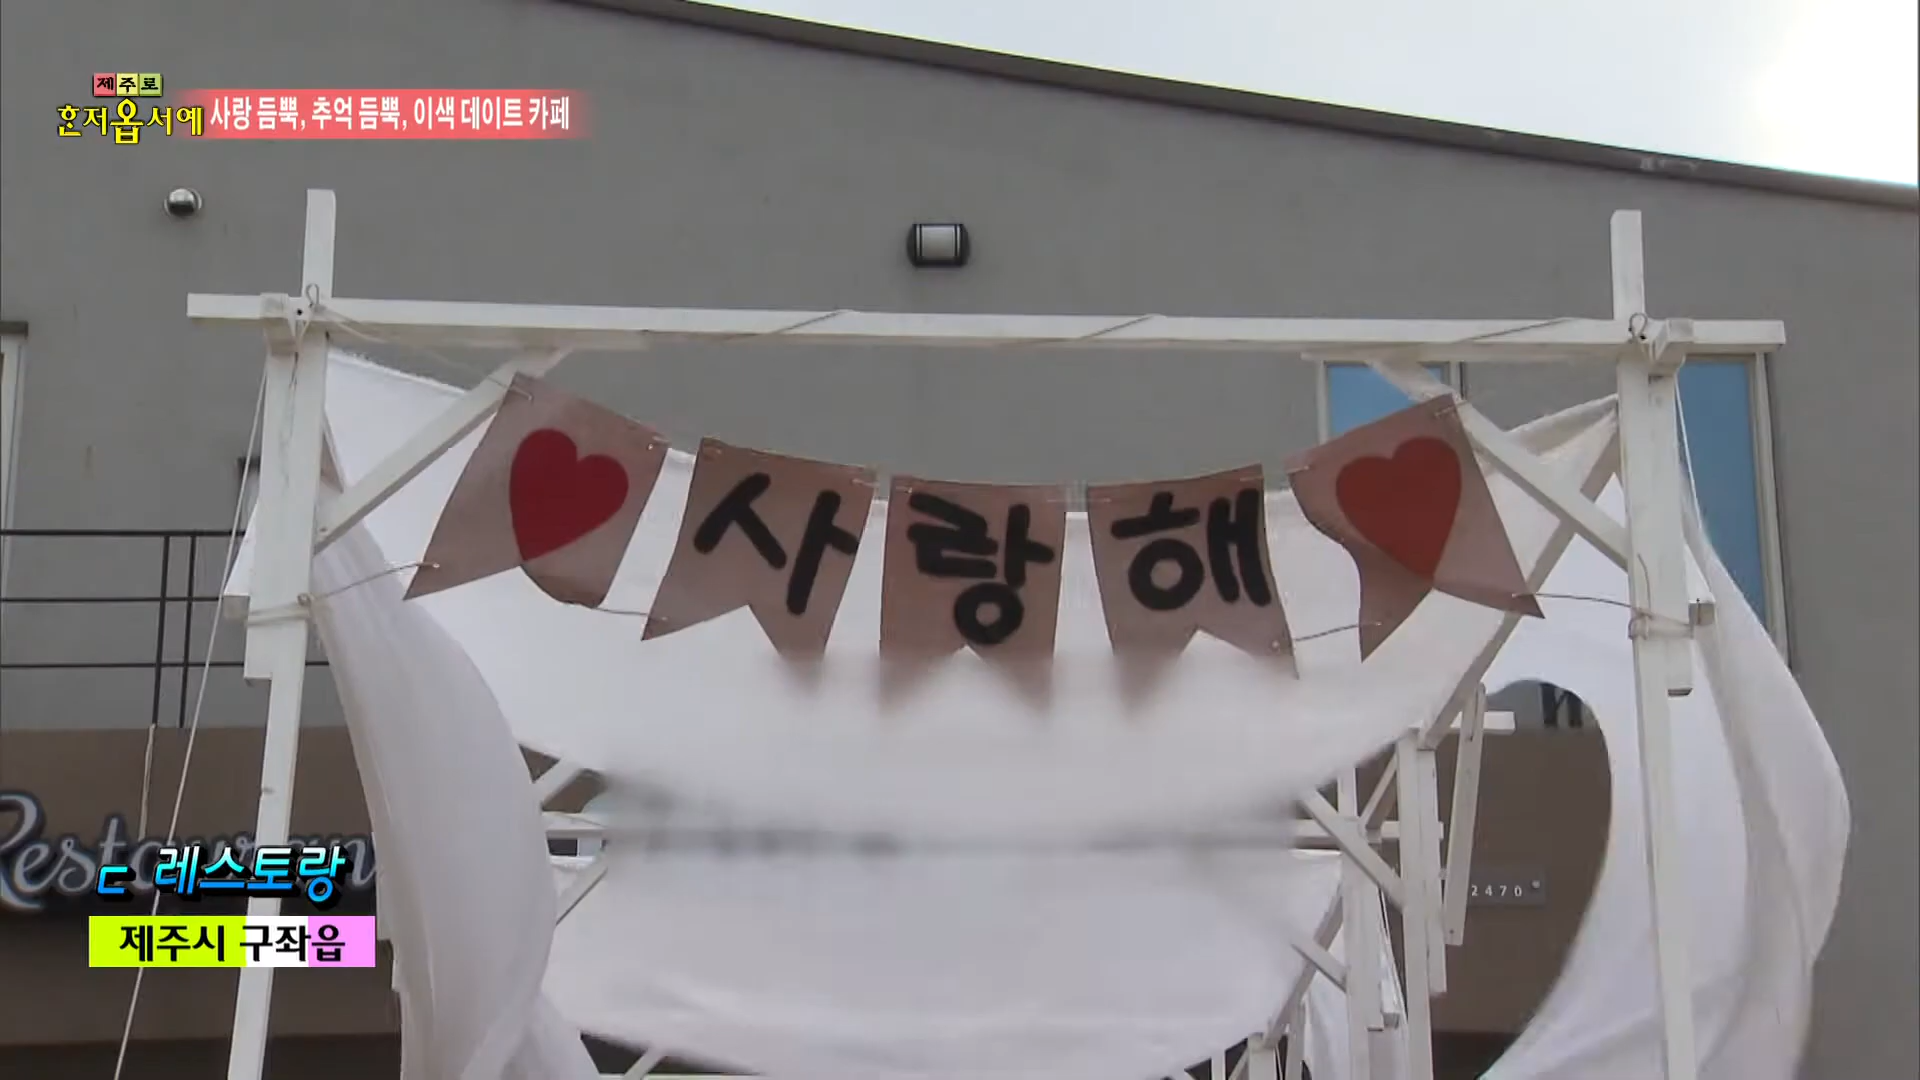 제주로
혼저옵서예
사랑 듬뿍, 추억 듬뿍, 이색 데이트 카페
사랑해
Restauran
2470
ㄷ 레스토랑
제주시 구좌읍